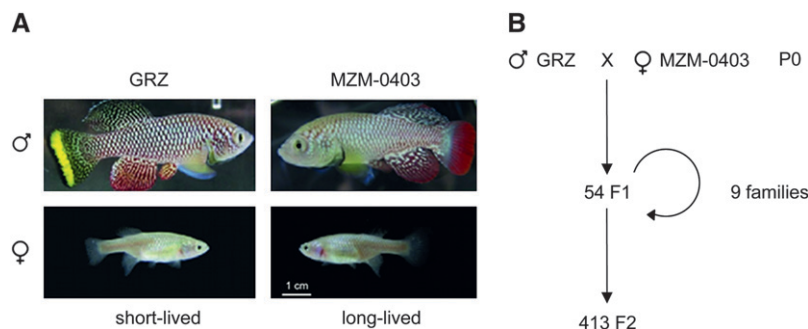 A
GRZ
MZM-0403
♂
♀
1 cm
short-lived
long-lived
B
♂ GRZ X ♀ MZM-0403 P0
54 F1
9 families
413 F2